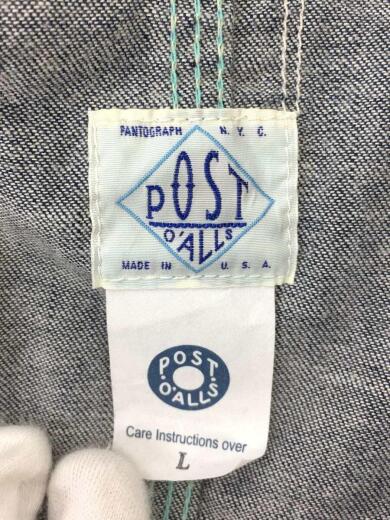 PANTOGRAPH N.Y.C.
POST
O'ALLS
MADE IN U.S.A.
POST
O'ALLS
Care Instructions over
L